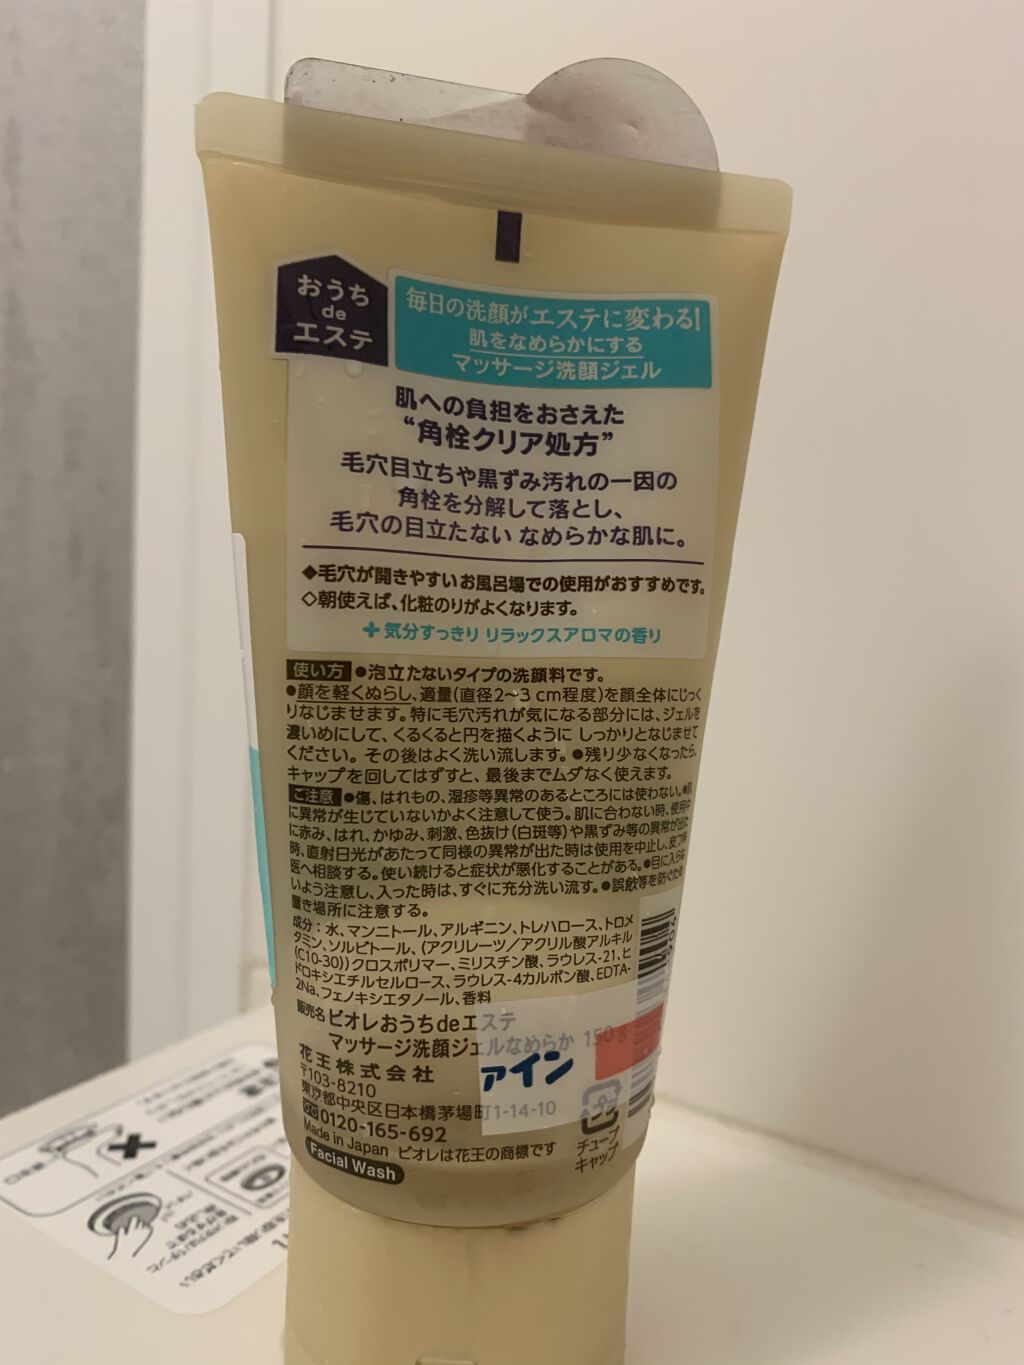 おうち
de
エステ
毎日の洗顔がエステに変わる!
肌をなめらかにする
マッサージ洗顔ジェル
肌への負担をおさえた
“角栓クリア処方”
毛穴目立ちや黒ずみ汚れの一因の
角栓を分解して落とし、
毛穴の目立たない なめらかな肌に。
◆毛穴が開きやすいお風呂場での使用がおすすめです。
◇朝使えば、化粧のりがよくなります。
+気分すっきり リラックスアロマの香り
使い方 ●泡立たないタイプの洗顔料です。
●顔を軽くぬらし、適量(直径2〜3 cm程度)を顔全体にじっく
りなじませます。特に毛穴汚れが気になる部分には、ジェルを
濃いめにして、くるくると円を描くように しっかりとなじませて
ください。その後はよく洗い流します。●残り少なくなったら、
キャップを回してはずすと、最後までムダなく使えます。
ご注意 ●傷、はれもの、湿疹等異常のあるところには使わない。●肌
に異常が生じていないかよく注意して使う。肌に合わない時、使用中
に赤み、はれ、かゆみ、刺激、色抜け(白斑等)や黒ずみ等の異常が出た
時、直射日光があたって同様の異常が出た時は使用を中止し、皮フ科
医へ相談する。使い続けると症状が悪化することがある。●目に入らな
いよう注意し、入った時は、すぐに充分洗い流す。●誤飲等を防ぐため
置き場所に注意する。
成分:水、マンニトール、アルギニン、トレハロース、トロメ
タミン、ソルビトール、(アクリレーツ/アクリル酸アルキル
(C10-30))クロスポリマー、ミリスチン酸、ラウレス-21、ヒ
ドロキシエチルセルロース、ラウレス-4カルボン酸、EDTA-
2Na、フェノキシエタノール、香料
販売名 ビオレおうちdeエステ
マッサージ洗顔ジェルなめらか 150g
ァイン
花王株式会社
〒103-8210
東京都中央区日本橋茅場町1-14-10
0120-165-692
Made in Japan ビオレは花王の商標です
Facial Wash
チューブ
キャップ